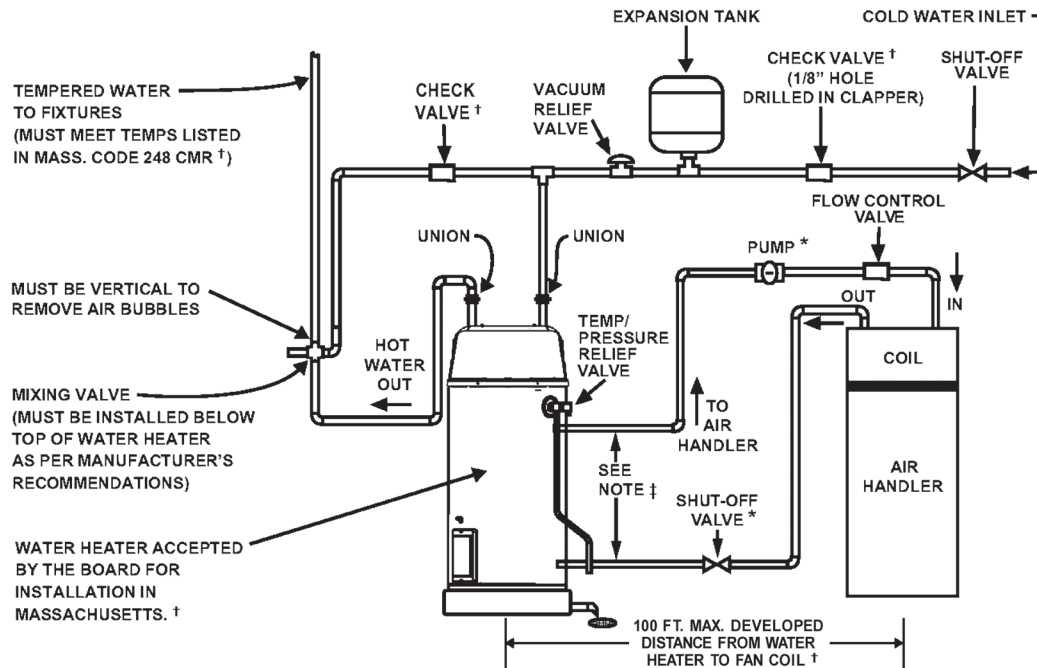 EXPANSION TANK
COLD WATER INLET
TEMPERED WATER
TO FIXTURES
(MUST MEET TEMPS LISTED
IN MASS. CODE 248 CMR †)
CHECK
VALVE †
VACUUM
RELIEF
VALVE
CHECK VALVE †
(1/8” HOLE
DRILLED IN CLAPPER)
SHUT-OFF
VALVE
FLOW CONTROL
VALVE
UNION
UNION
PUMP *
MUST BE VERTICAL TO
REMOVE AIR BUBBLES
OUT
IN
HOT
WATER
OUT
TEMP/
PRESSURE
RELIEF
VALVE
COIL
MIXING VALVE
(MUST BE INSTALLED BELOW
TOP OF WATER HEATER
AS PER MANUFACTURER’S
RECOMMENDATIONS)
TO
AIR
HANDLER
SEE
NOTE ‡
AIR
HANDLER
SHUT-OFF
VALVE *
WATER HEATER ACCEPTED
BY THE BOARD FOR
INSTALLATION IN
MASSACHUSETTS. †
100 FT. MAX. DEVELOPED
DISTANCE FROM WATER
HEATER TO FAN COIL †